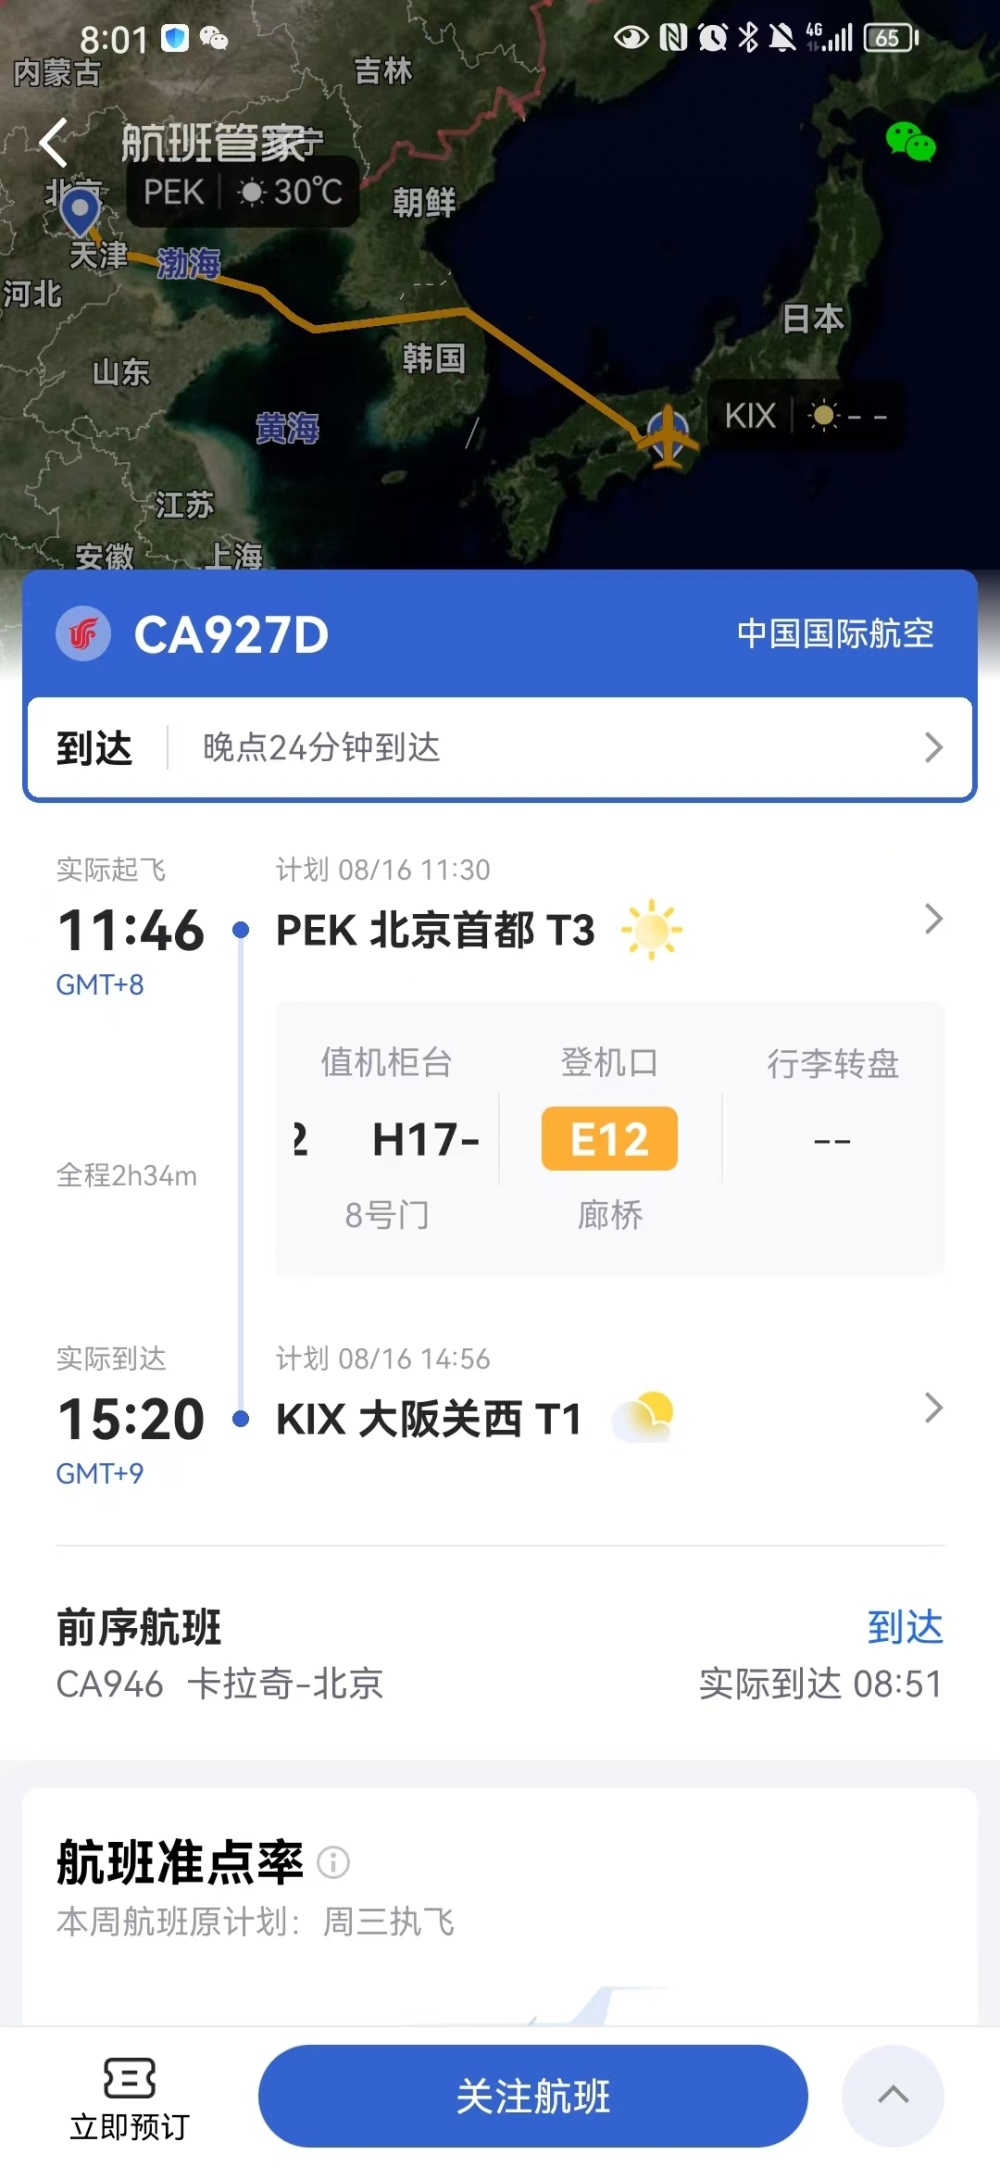 8:01
4G
65
内蒙古
吉林
航班管家
宁
北京
PEK
30℃
朝鲜
天津
渤海
河北
日本
山东
韩国
KIX
--
黄海
江苏
安徽
上海
CA927D
中国国际航空
到达
晚点24分钟到达
实际起飞
计划 08/16 11:30
11:46
PEK 北京首都 T3
GMT+8
值机柜台
登机口
行李转盘
2
H17-
E12
--
全程2h34m
8号门
廊桥
实际到达
计划 08/16 14:56
15:20
KIX 大阪关西 T1
GMT+9
前序航班
到达
CA946 卡拉奇-北京
实际到达 08:51
航班准点率
本周航班原计划: 周三执飞
立即预订
关注航班